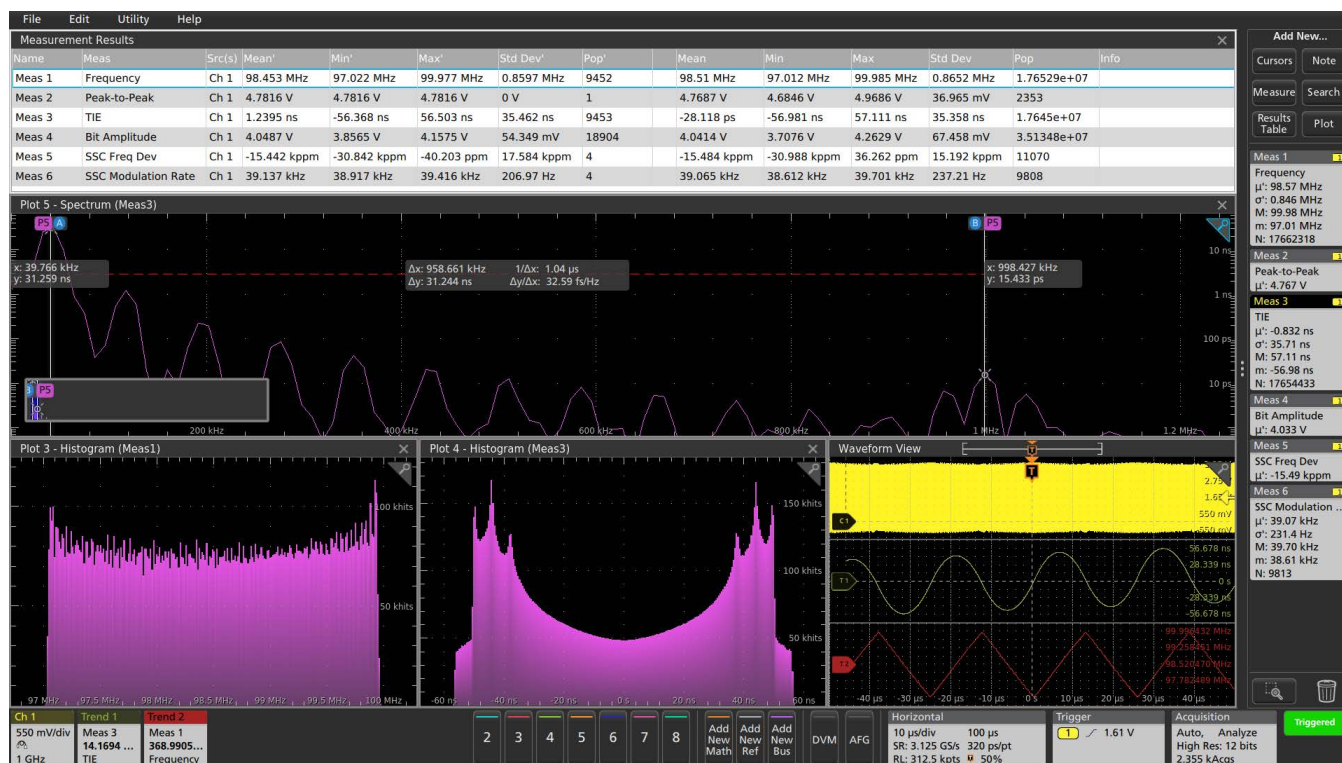 File Edit Utility Help
Measurement Results
Name Meas Src(s) Mean' Min' Max' Std Dev' Pop' Mean Min Max Std Dev Pop Info
Meas 1 Frequency Ch 1 98.453 MHz 97.022 MHz 99.977 MHz 0.8597 MHz 9452 98.51 MHz 97.012 MHz 99.985 MHz 0.8652 MHz 1.76529e+07
Meas 2 Peak-to-Peak Ch 1 4.7816 V 4.7816 V 4.7816 V 0 V 1 4.7687 V 4.6846 V 4.9686 V 36.965 mV 2353
Meas 3 TIE Ch 1 1.2395 ns -56.368 ns 56.503 ns 35.462 ns 9453 -28.118 ps -56.981 ns 57.111 ns 35.358 ns 1.7645e+07
Meas 4 Bit Amplitude Ch 1 4.0487 V 3.8565 V 4.1575 V 54.349 mV 18904 4.0414 V 3.7076 V 4.2629 V 67.458 mV 3.51348e+07
Meas 5 SSC Freq Dev Ch 1 -15.442 kppm -30.842 kppm -40.203 ppm 17.584 kppm 4 -15.484 kppm -30.988 kppm 36.262 ppm 15.192 kppm 11070
Meas 6 SSC Modulation Rate Ch 1 39.137 kHz 38.917 kHz 39.416 kHz 206.97 Hz 4 39.065 kHz 38.612 kHz 39.701 kHz 237.21 Hz 9808
Plot 5 - Spectrum (Meas3)
P5 A
B P5
10 ns
x: 39.766 kHz
y: 31.259 ns
Δx: 958.661 kHz 1/Δx: 1.04 µs
Δy: 31.244 ns Δy/Δx: 32.59 fs/Hz
x: 998.427 kHz
y: 15.433 ps
1 ns
100 ps
10 ps
P5
200 kHz 400 kHz 600 kHz 800 kHz 1 MHz 1.2 MHz
Plot 3 - Histogram (Meas1)
100 khits
50 khits
97 MHz 97.5 MHz 98 MHz 98.5 MHz 99 MHz 99.5 MHz 100 MHz
Plot 4 - Histogram (Meas3)
150 khits
100 khits
50 khits
-60 ns -40 ns -20 ns 0 s 20 ns 40 ns 60 ns
Waveform View
T
T
C1
550 mV
-550 mV
T1
56.678 ns
28.339 ns
0 s
-28.339 ns
-56.678 ns
T2
98.520470 MHz
97.782489 MHz
-40 µs -30 µs -20 µs -10 µs 0 s 10 µs 20 µs 30 µs 40 µs
Add New...
Cursors Note
Measure Search
Results Table Plot
Meas 1 1
Frequency
µ': 98.57 MHz
σ': 0.846 MHz
M: 99.98 MHz
m: 97.01 MHz
N: 17662318
Meas 2
Peak-to-Peak
µ': 4.767 V
Meas 3
TIE
µ': -0.832 ns
σ': 35.71 ns
M: 57.11 ns
m: -56.98 ns
N: 17654433
Meas 4
Bit Amplitude
µ': 4.033 V
Meas 5
SSC Freq Dev
µ': -15.49 kppm
Meas 6
SSC Modulation ...
µ': 39.07 kHz
σ': 231.4 Hz
M: 39.70 kHz
m: 38.61 kHz
N: 9813
Ch 1
550 mV/div
1 GHz
Trend 1
Meas 3
14.1694 ...
TIE
Trend 2
Meas 1
368.9905...
Frequency
2 3 4 5 6 7 8
Add New Math
Add New Ref
Add New Bus
DVM AFG
Horizontal
10 µs/div 100 µs
SR: 3.125 GS/s 320 ps/pt
RL: 312.5 kpts 50%
Trigger
1 1.61 V
Acquisition
Auto, Analyze
High Res: 12 bits
2.355 kAcqs
Triggered